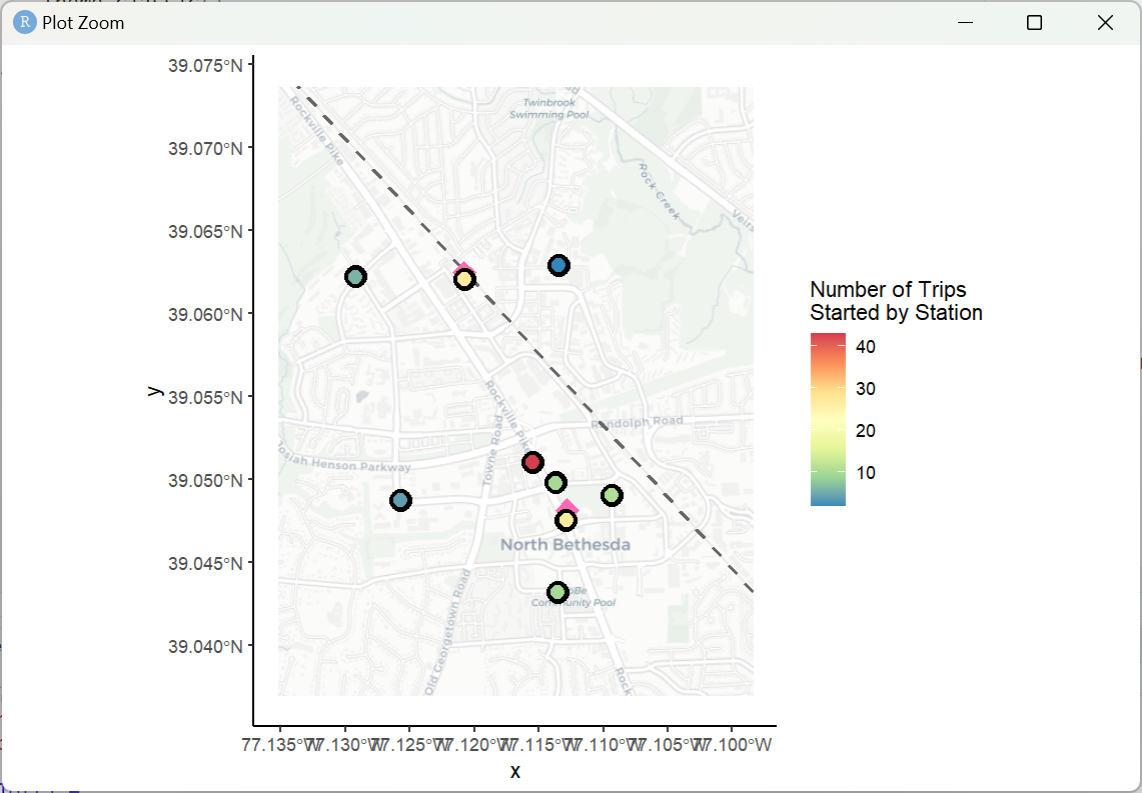 R Plot Zoom
39.075°N
39.070°N
39.065°N
39.060°N
39.055°N
39.050°N
39.045°N
39.040°N
y
Twinbrook
Swimming Pool
Rockville Pike
Rock Creek
Veirs
Rockville Pike
Randolph Road
Towne Road
Josiah Henson Parkway
North Bethesda
Community Pool
Old Georgetown Road
Rock
77.135°W 77.130°W 77.125°W 77.120°W 77.115°W 77.110°W 77.105°W 77.100°W
x
Number of Trips
Started by Station
40
30
20
10